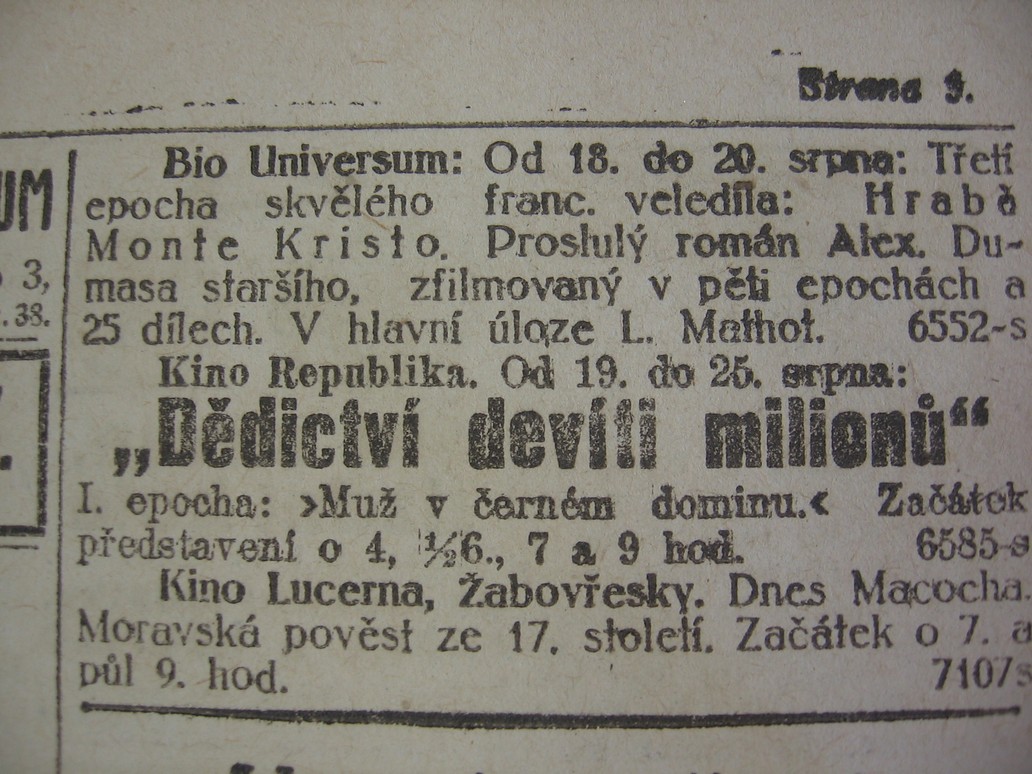 Strana 3.
UM
3,
.38.
Bio Universum: Od 18. do 20. srpna: Třetí
epocha skvělého franc. veledíla: Hrabě
Monte Kristo. Proslulý román Alex. Du-
masa staršího, zfilmovaný v pěti epochách a
25 dílech. V hlavní úloze L. Mathot. 6552-s
Kino Republika. Od 19. do 25. srpna:
„Dědictví devíti milionů“
I. epocha: ›Muž v černém dominu.‹ Začátek
představení o 4, ½6., 7 a 9 hod. 6585-s
Kino Lucerna, Žabovřesky. Dnes Macocha.
Moravská pověst ze 17. století. Začátek o 7. a
půl 9. hod. 7107s